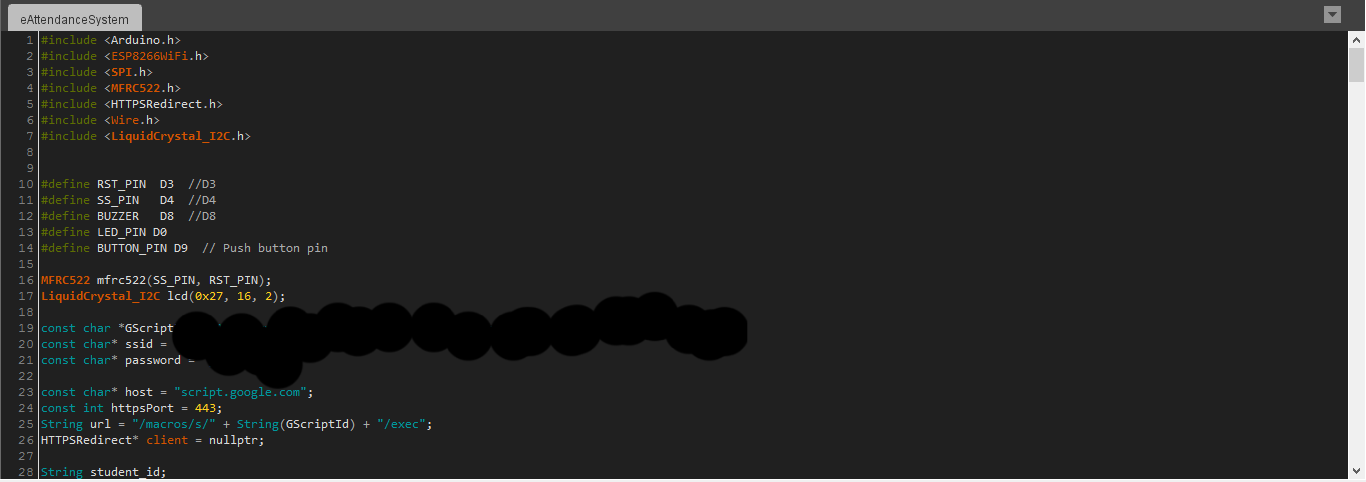 eAttendanceSystem
1 #include <Arduino.h>
2 #include <ESP8266WiFi.h>
3 #include <SPI.h>
4 #include <MFRC522.h>
5 #include <HTTPSRedirect.h>
6 #include <Wire.h>
7 #include <LiquidCrystal_I2C.h>
8
9
10 #define RST_PIN  D3  //D3
11 #define SS_PIN   D4  //D4
12 #define BUZZER   D8  //D8
13 #define LED_PIN D0
14 #define BUTTON_PIN D9  // Push button pin
15
16 MFRC522 mfrc522(SS_PIN, RST_PIN);
17 LiquidCrystal_I2C lcd(0x27, 16, 2);
18
19 const char *GScript
20 const char* ssid =
21 const char* password =
22
23 const char* host = "script.google.com";
24 const int httpsPort = 443;
25 String url = "/macros/s/" + String(GScriptId) + "/exec";
26 HTTPSRedirect* client = nullptr;
27
28 String student_id;